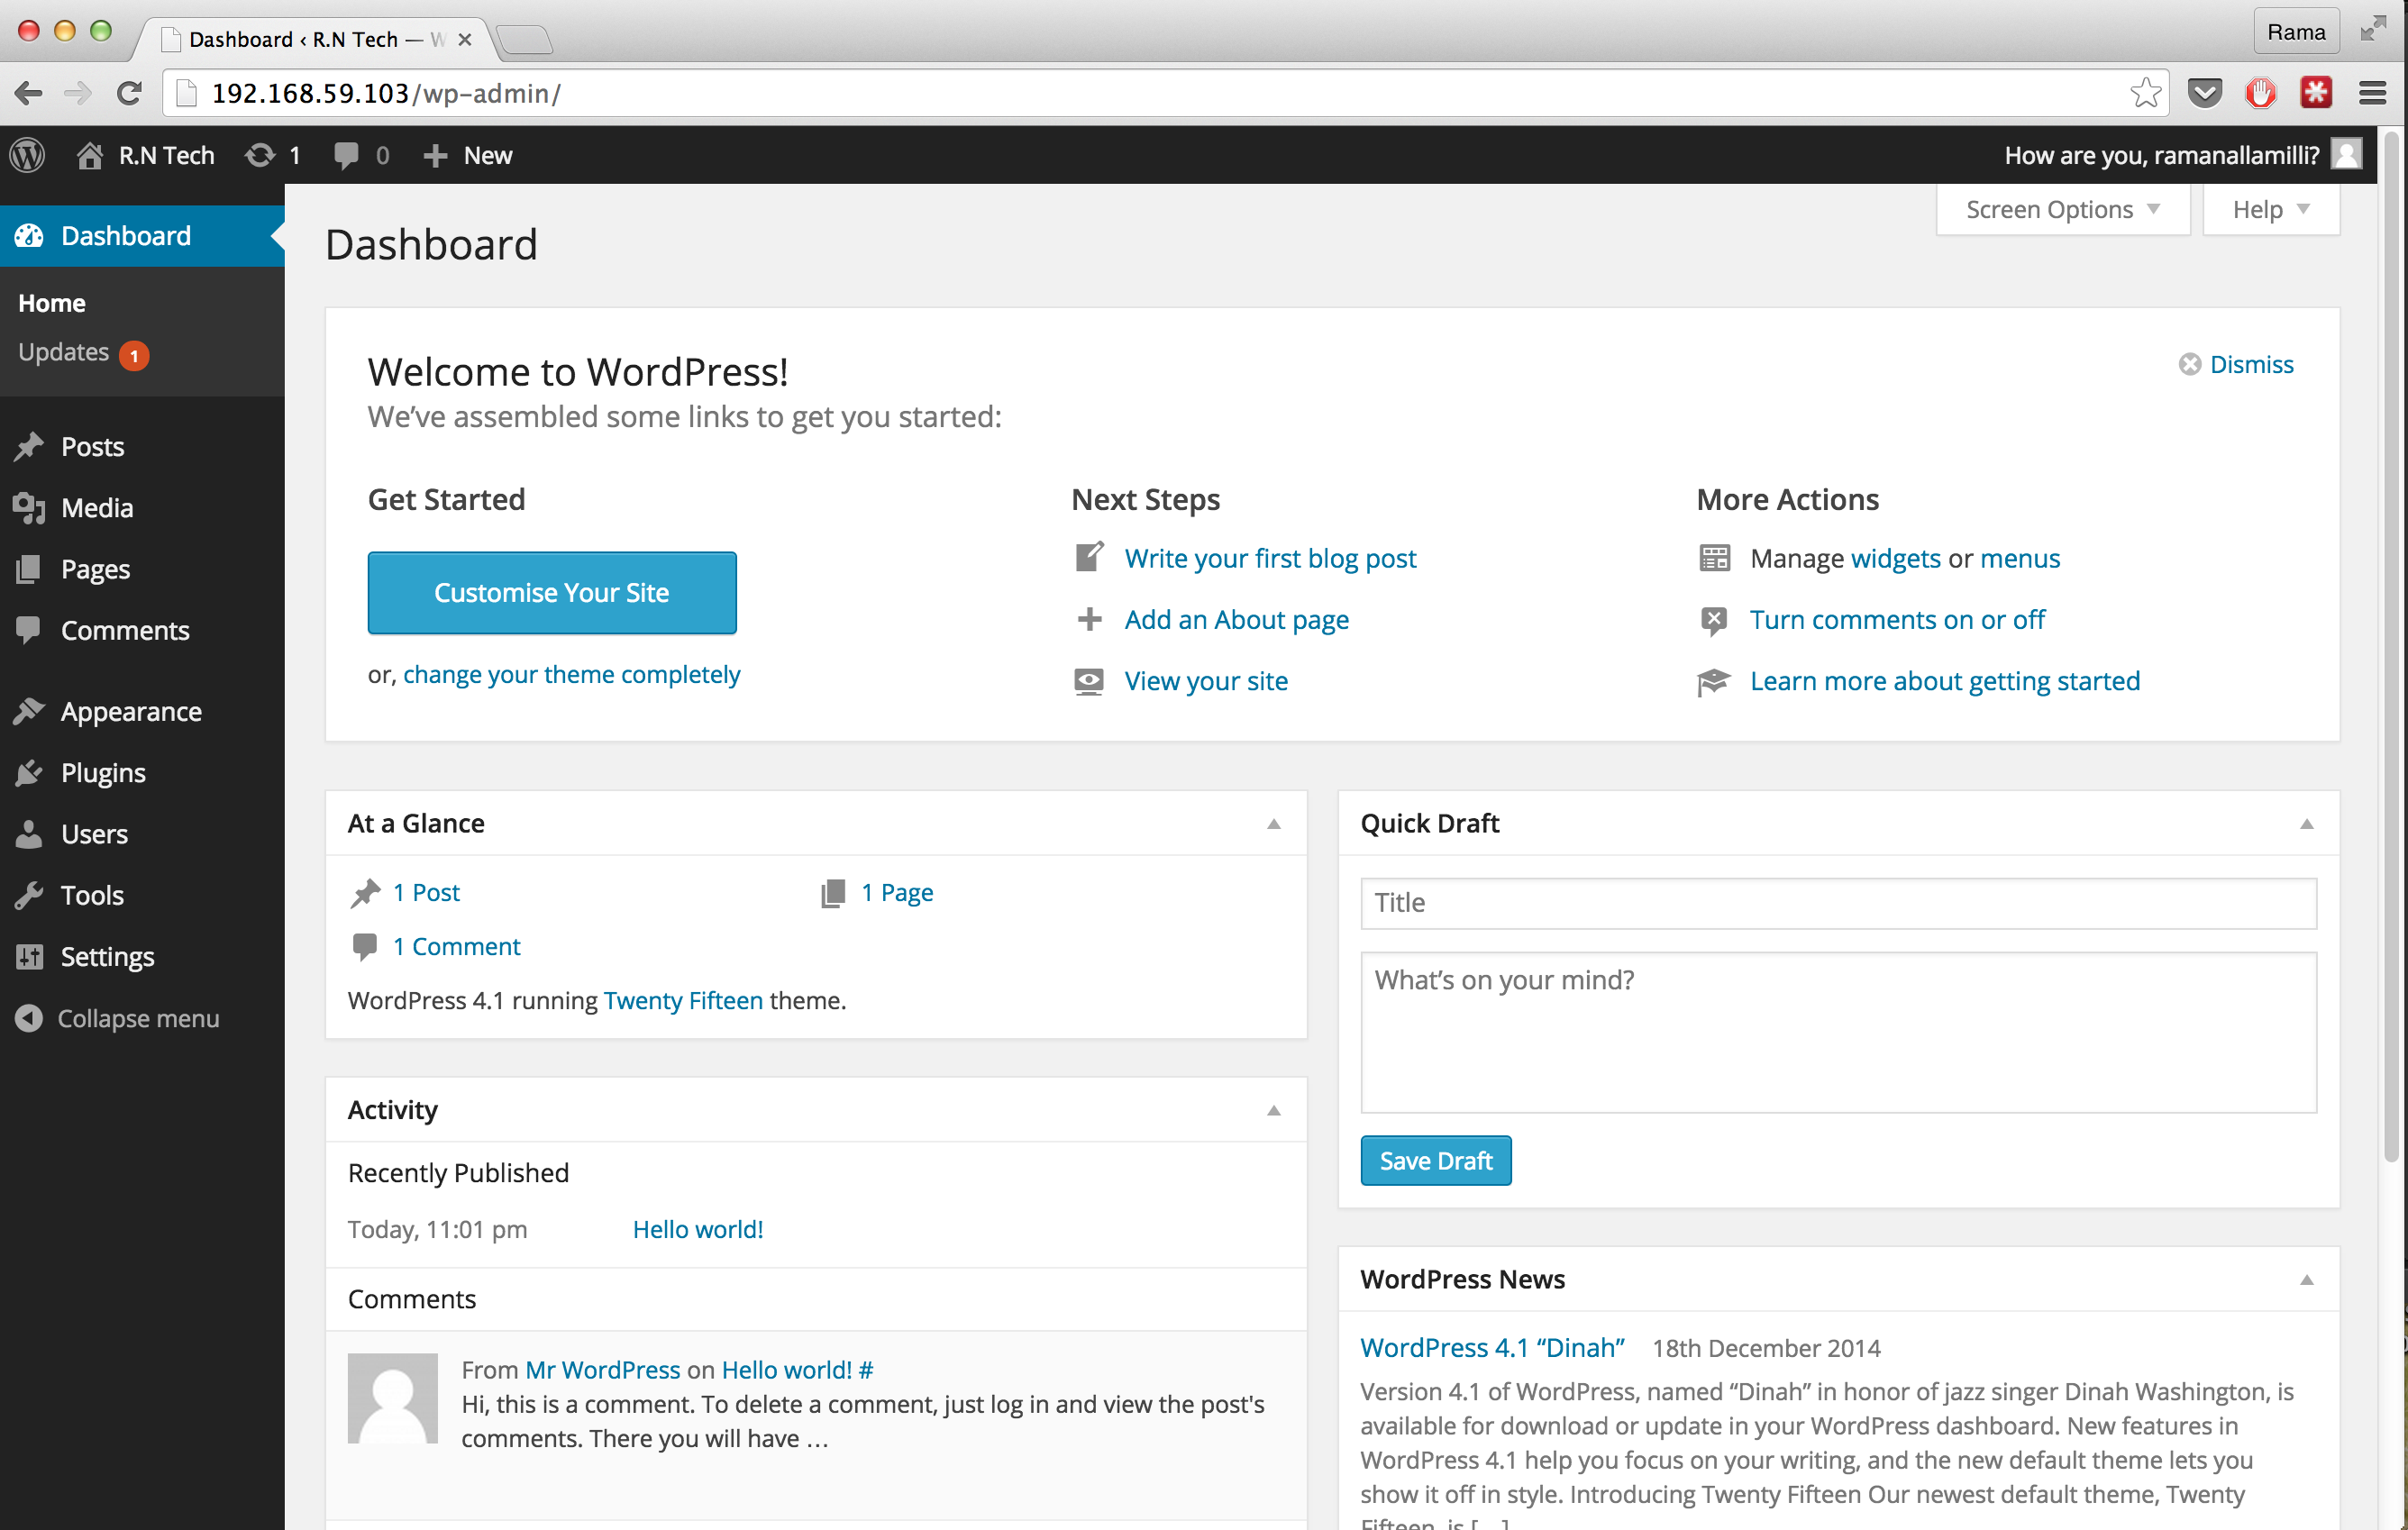 Dashboard ‹ R.N Tech — W
Rama
192.168.59.103/wp-admin/
R.N Tech 1 0 New
How are you, ramanallamilli?
Screen Options
Help
Dashboard
Home
Updates 1
Posts
Media
Pages
Comments
Appearance
Plugins
Users
Tools
Settings
Collapse menu
Dashboard
Welcome to WordPress!
Dismiss
We’ve assembled some links to get you started:
Get Started
Customise Your Site
or, change your theme completely
Next Steps
Write your first blog post
Add an About page
View your site
More Actions
Manage widgets or menus
Turn comments on or off
Learn more about getting started
At a Glance
1 Post
1 Page
1 Comment
WordPress 4.1 running Twenty Fifteen theme.
Activity
Recently Published
Today, 11:01 pm Hello world!
Comments
From Mr WordPress on Hello world! #
Hi, this is a comment. To delete a comment, just log in and view the post's
comments. There you will have …
Quick Draft
Title
What’s on your mind?
Save Draft
WordPress News
WordPress 4.1 “Dinah” 18th December 2014
Version 4.1 of WordPress, named “Dinah” in honor of jazz singer Dinah Washington, is
available for download or update in your WordPress dashboard. New features in
WordPress 4.1 help you focus on your writing, and the new default theme lets you
show it off in style. Introducing Twenty Fifteen Our newest default theme, Twenty
Fifteen, is […]